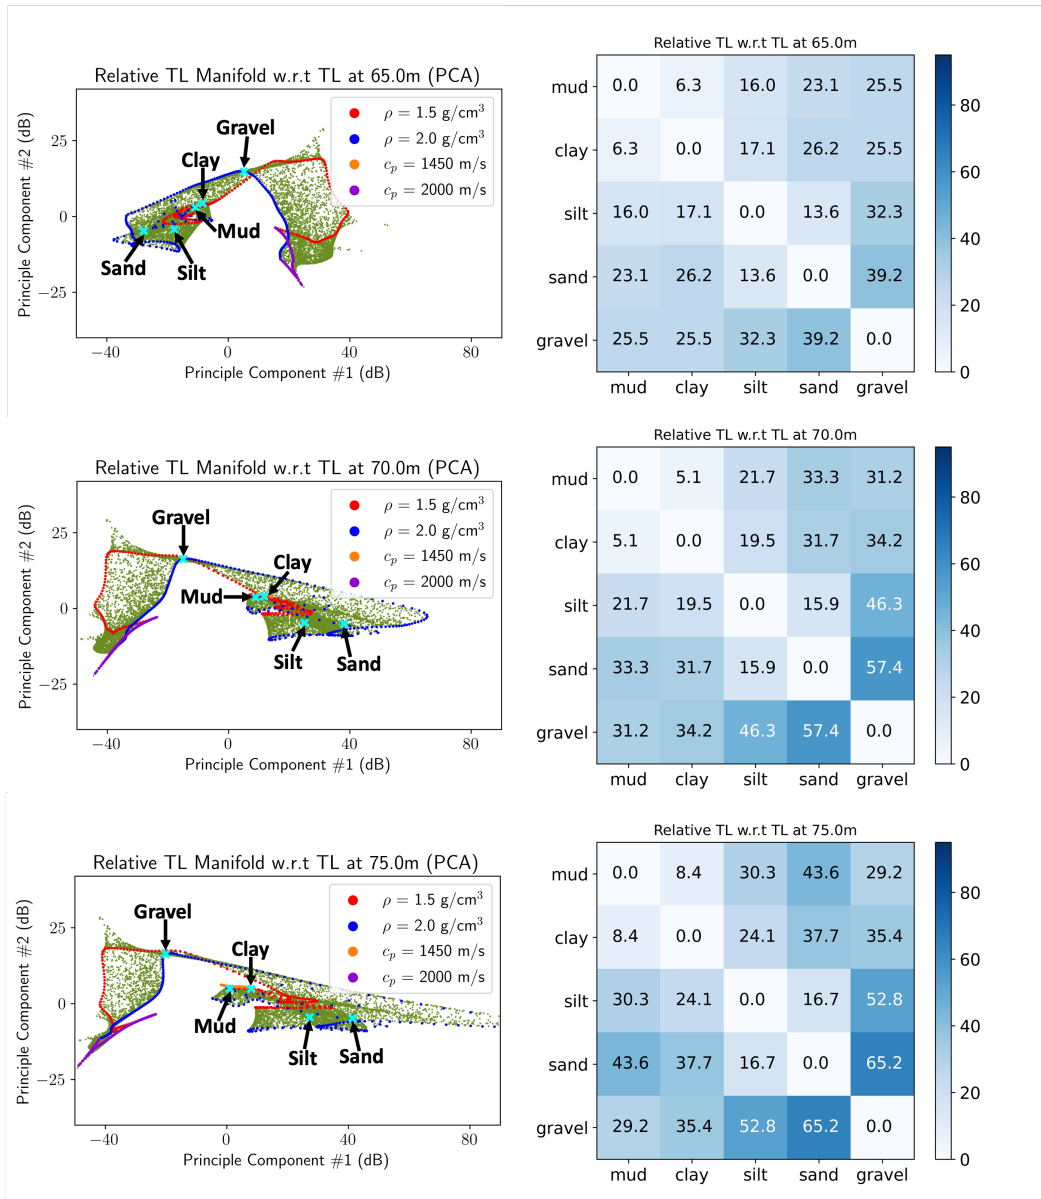 Relative TL Manifold w.r.t TL at 65.0m (PCA)
Principle Component #2 (dB)
25
0
−25
ρ = 1.5 g/cm³
ρ = 2.0 g/cm³
cₚ = 1450 m/s
cₚ = 2000 m/s
Gravel
Clay
Mud
Sand
Silt
−40 0 40 80
Principle Component #1 (dB)
Relative TL w.r.t TL at 65.0m
mud 0.0 6.3 16.0 23.1 25.5
clay 6.3 0.0 17.1 26.2 25.5
silt 16.0 17.1 0.0 13.6 32.3
sand 23.1 26.2 13.6 0.0 39.2
gravel 25.5 25.5 32.3 39.2 0.0
mud clay silt sand gravel
80
60
40
20
0
Relative TL Manifold w.r.t TL at 70.0m (PCA)
Principle Component #2 (dB)
25
0
−25
ρ = 1.5 g/cm³
ρ = 2.0 g/cm³
cₚ = 1450 m/s
cₚ = 2000 m/s
Gravel
Clay
Mud
Silt
Sand
−40 0 40 80
Principle Component #1 (dB)
Relative TL w.r.t TL at 70.0m
mud 0.0 5.1 21.7 33.3 31.2
clay 5.1 0.0 19.5 31.7 34.2
silt 21.7 19.5 0.0 15.9 46.3
sand 33.3 31.7 15.9 0.0 57.4
gravel 31.2 34.2 46.3 57.4 0.0
mud clay silt sand gravel
80
60
40
20
0
Relative TL Manifold w.r.t TL at 75.0m (PCA)
Principle Component #2 (dB)
25
0
−25
ρ = 1.5 g/cm³
ρ = 2.0 g/cm³
cₚ = 1450 m/s
cₚ = 2000 m/s
Gravel
Clay
Mud
Silt
Sand
−40 0 40 80
Principle Component #1 (dB)
Relative TL w.r.t TL at 75.0m
mud 0.0 8.4 30.3 43.6 29.2
clay 8.4 0.0 24.1 37.7 35.4
silt 30.3 24.1 0.0 16.7 52.8
sand 43.6 37.7 16.7 0.0 65.2
gravel 29.2 35.4 52.8 65.2 0.0
mud clay silt sand gravel
80
60
40
20
0